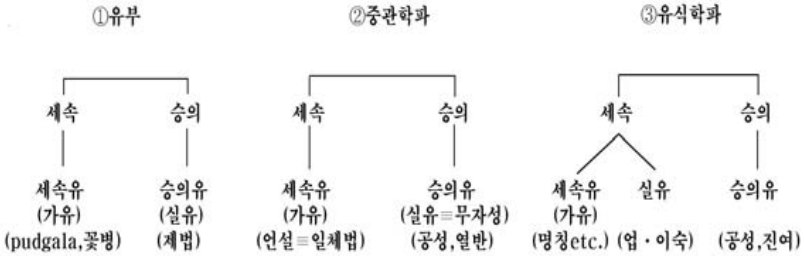 ①유부 ②중관학파 ③유식학파
세속 승의 세속 승의 세속 승의
세속유 승의유 세속유 승의유 세속유 실유 승의유
(가유) (실유) (가유) (실유≡무자성) (가유)
(pudgala,꽃병) (제법) (언설≡일체법) (공성,열반) (명칭etc.) (업·이숙) (공성,진여)